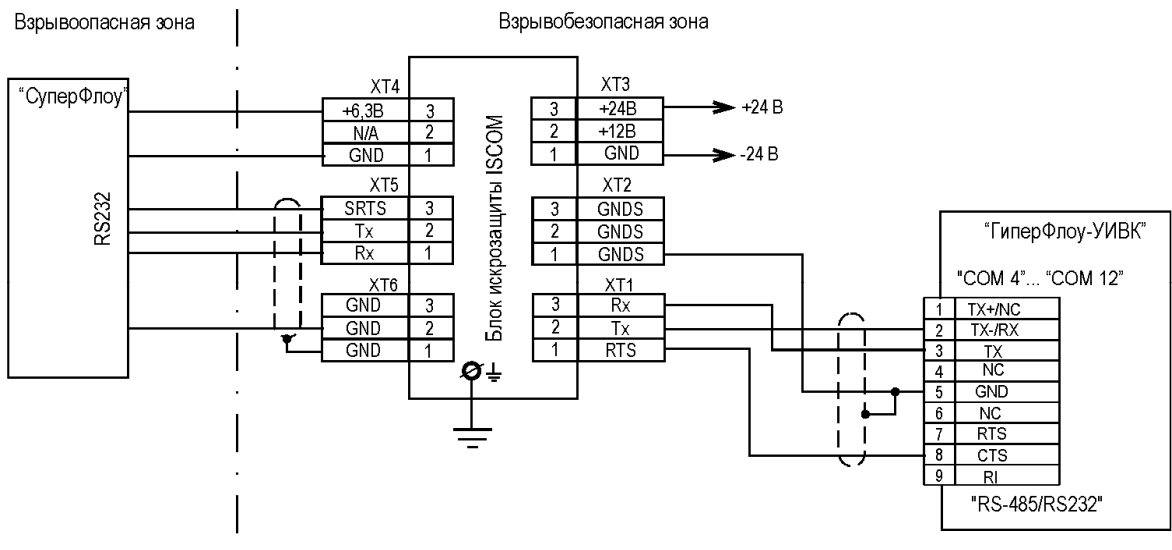 Взрывоопасная зона
Взрывобезопасная зона
"СуперФлоу"
RS232
XT4
+6,3В 3
N/A 2
GND 1
XT5
SRTS 3
Tx 2
Rx 1
XT6
GND 3
GND 2
GND 1
Блок искрозащиты ISCOM
XT3
3 +24В
2 +12В
1 GND
+24 В
-24 В
XT2
3 GNDS
2 GNDS
1 GNDS
XT1
3 Rx
2 Tx
1 RTS
"ГиперФлоу-УИВК"
"COM 4"... "COM 12"
1 TX+/NC
2 TX-/RX
3 TX
4 NC
5 GND
6 NC
7 RTS
8 CTS
9 RI
"RS-485/RS232"